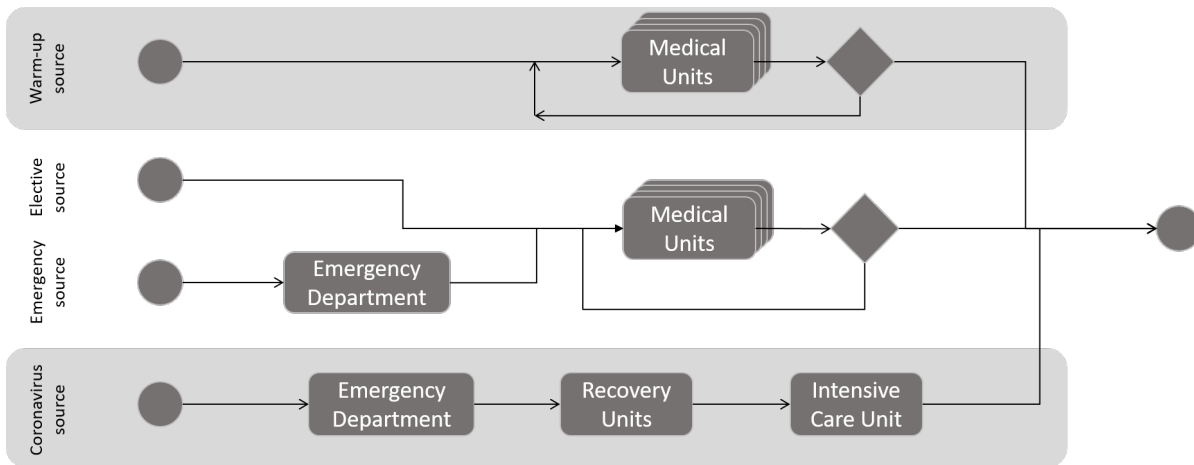 Warm-up
source
Medical
Units
Elective
source
Medical
Units
Emergency
source
Emergency
Department
Coronavirus
source
Emergency
Department
Recovery
Units
Intensive
Care Unit